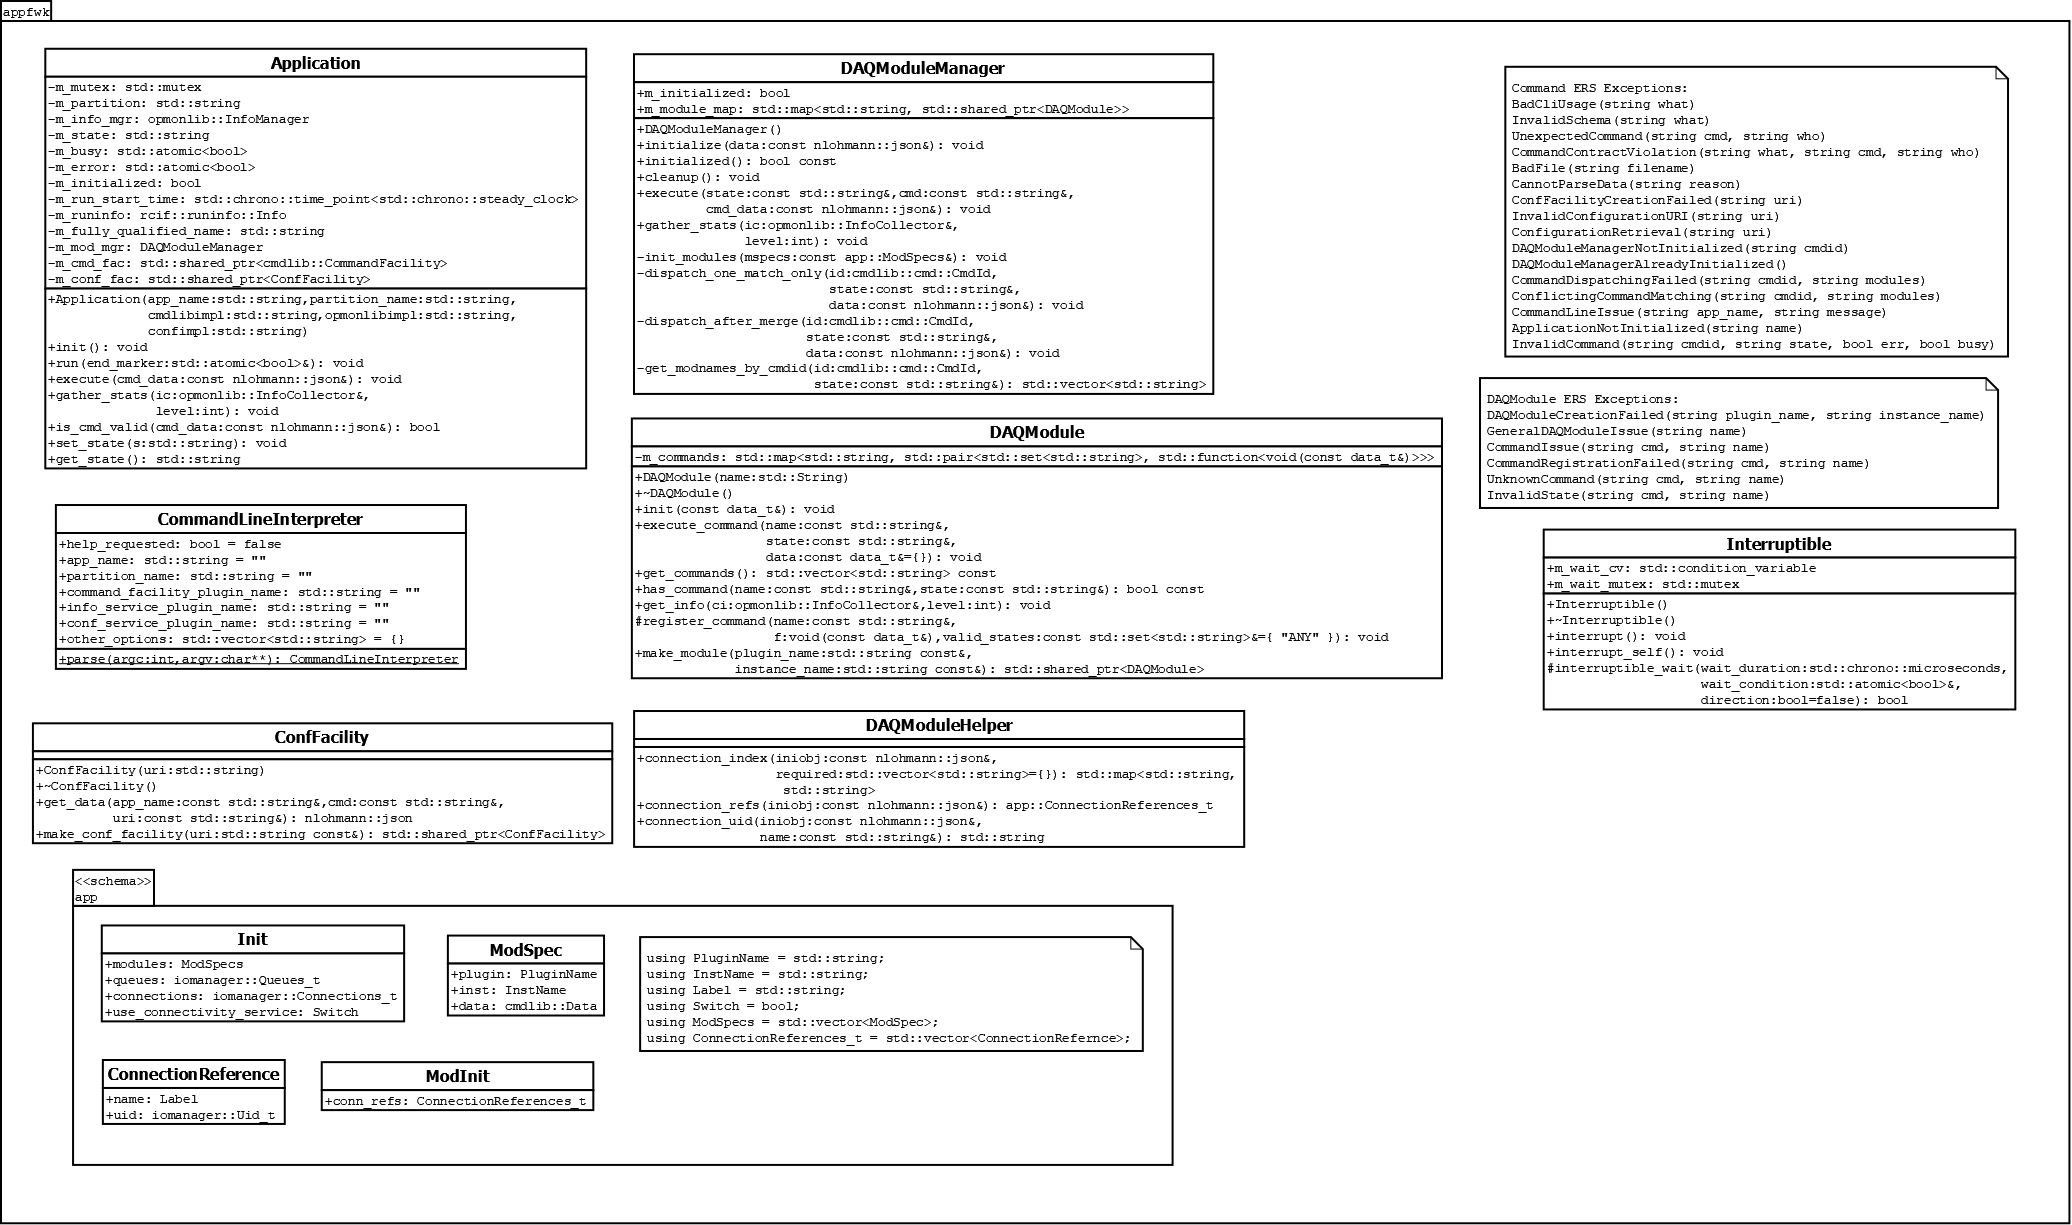 appfwk
Application
-m_mutex: std::mutex
-m_partition: std::string
-m_info_mgr: opmonlib::InfoManager
-m_state: std::string
-m_busy: std::atomic<bool>
-m_error: std::atomic<bool>
-m_initialized: bool
-m_run_start_time: std::chrono::time_point<std::chrono::steady_clock>
-m_runinfo: rcif::runinfo::Info
-m_fully_qualified_name: std::string
-m_mod_mgr: DAQModuleManager
-m_cmd_fac: std::shared_ptr<cmdlib::CommandFacility>
-m_conf_fac: std::shared_ptr<ConfFacility>
+Application(app_name:std::string,partition_name:std::string,
cmdlibimpl:std::string,opmonlibimpl:std::string,
confimpl:std::string)
+init(): void
+run(end_marker:std::atomic<bool>&): void
+execute(cmd_data:const nlohmann::json&): void
+gather_stats(ic:opmonlib::InfoCollector&,
level:int): void
+is_cmd_valid(cmd_data:const nlohmann::json&): bool
+set_state(s:std::string): void
+get_state(): std::string
CommandLineInterpreter
+help_requested: bool = false
+app_name: std::string = ""
+partition_name: std::string = ""
+command_facility_plugin_name: std::string = ""
+info_service_plugin_name: std::string = ""
+conf_service_plugin_name: std::string = ""
+other_options: std::vector<std::string> = {}
+parse(argc:int,argv:char**): CommandLineInterpreter
ConfFacility
+ConfFacility(uri:std::string)
+~ConfFacility()
+get_data(app_name:const std::string&,cmd:const std::string&,
uri:const std::string&): nlohmann::json
+make_conf_facility(uri:std::string const&): std::shared_ptr<ConfFacility>
DAQModuleManager
+m_initialized: bool
+m_module_map: std::map<std::string, std::shared_ptr<DAQModule>>
+DAQModuleManager()
+initialize(data:const nlohmann::json&): void
+initialized(): bool const
+cleanup(): void
+execute(state:const std::string&,cmd:const std::string&,
cmd_data:const nlohmann::json&): void
+gather_stats(ic:opmonlib::InfoCollector&,
level:int): void
-init_modules(mspecs:const app::ModSpecs&): void
-dispatch_one_match_only(id:cmdlib::cmd::CmdId,
state:const std::string&,
data:const nlohmann::json&): void
-dispatch_after_merge(id:cmdlib::cmd::CmdId,
state:const std::string&,
data:const nlohmann::json&): void
-get_modnames_by_cmdid(id:cmdlib::cmd::CmdId,
state:const std::string&): std::vector<std::string>
DAQModule
-m_commands: std::map<std::string, std::pair<std::set<std::string>, std::function<void(const data_t&)>>>
+DAQModule(name:std::String)
+~DAQModule()
+init(const data_t&): void
+execute_command(name:const std::string&,
state:const std::string&,
data:const data_t&={}): void
+get_commands(): std::vector<std::string> const
+has_command(name:const std::string&,state:const std::string&): bool const
+get_info(ci:opmonlib::InfoCollector&,level:int): void
#register_command(name:const std::string&,
f:void(const data_t&),valid_states:const std::set<std::string>&={ "ANY" }): void
+make_module(plugin_name:std::string const&,
instance_name:std::string const&): std::shared_ptr<DAQModule>
DAQModuleHelper
+connection_index(iniobj:const nlohmann::json&,
required:std::vector<std::string>={}): std::map<std::string,
std::string>
+connection_refs(iniobj:const nlohmann::json&): app::ConnectionReferences_t
+connection_uid(iniobj:const nlohmann::json&,
name:const std::string&): std::string
Command ERS Exceptions:
BadCliUsage(string what)
InvalidSchema(string what)
UnexpectedCommand(string cmd, string who)
CommandContractViolation(string what, string cmd, string who)
BadFile(string filename)
CannotParseData(string reason)
ConfFacilityCreationFailed(string uri)
InvalidConfigurationURI(string uri)
ConfigurationRetrieval(string uri)
DAQModuleManagerNotInitialized(string cmdid)
DAQModuleManagerAlreadyInitialized()
CommandDispatchingFailed(string cmdid, string modules)
ConflictingCommandMatching(string cmdid, string modules)
CommandLineIssue(string app_name, string message)
ApplicationNotInitialized(string name)
InvalidCommand(string cmdid, string state, bool err, bool busy)
DAQModule ERS Exceptions:
DAQModuleCreationFailed(string plugin_name, string instance_name)
GeneralDAQModuleIssue(string name)
CommandIssue(string cmd, string name)
CommandRegistrationFailed(string cmd, string name)
UnknownCommand(string cmd, string name)
InvalidState(string cmd, string name)
Interruptible
+m_wait_cv: std::condition_variable
+m_wait_mutex: std::mutex
+Interruptible()
+~Interruptible()
+interrupt(): void
+interrupt_self(): void
#interruptible_wait(wait_duration:std::chrono::microseconds,
wait_condition:std::atomic<bool>&,
direction:bool=false): bool
<<schema>>
app
Init
+modules: ModSpecs
+queues: iomanager::Queues_t
+connections: iomanager::Connections_t
+use_connectivity_service: Switch
ModSpec
+plugin: PluginName
+inst: InstName
+data: cmdlib::Data
using PluginName = std::string;
using InstName = std::string;
using Label = std::string;
using Switch = bool;
using ModSpecs = std::vector<ModSpec>;
using ConnectionReferences_t = std::vector<ConnectionRefernce>;
ConnectionReference
+name: Label
+uid: iomanager::Uid_t
ModInit
+conn_refs: ConnectionReferences_t